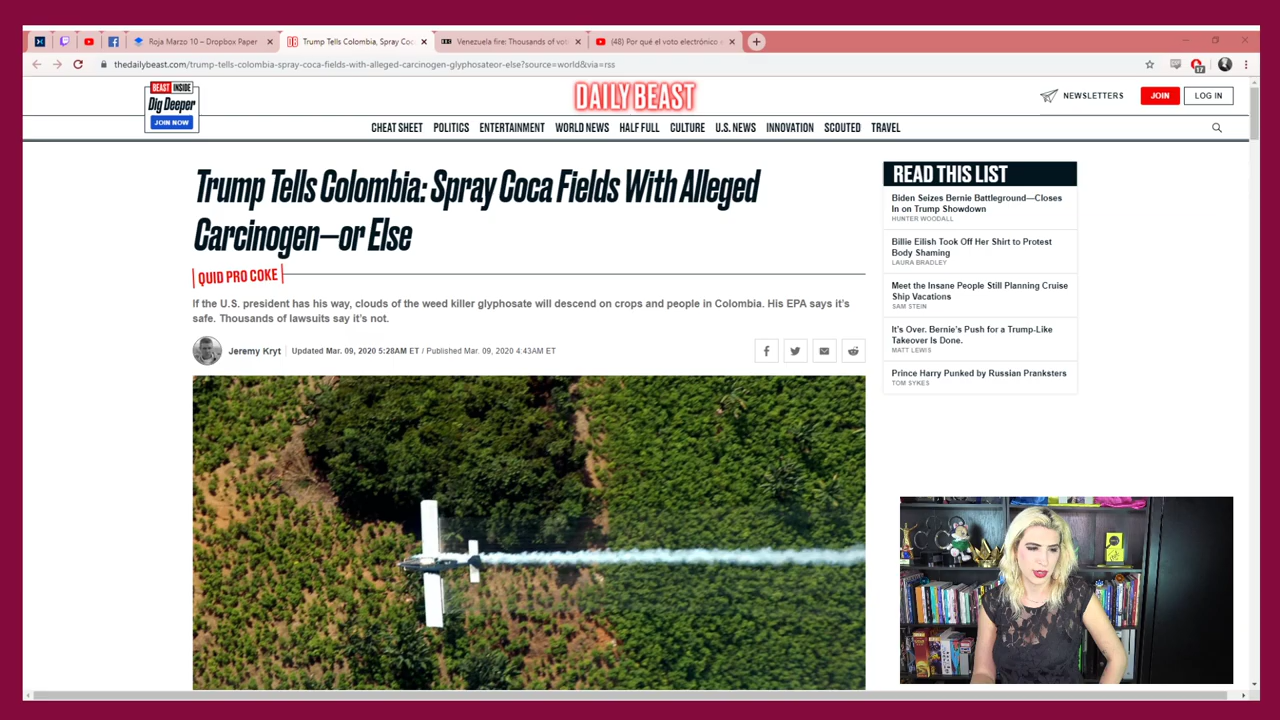 Roja Marzo 10 – Dropbox Paper
Trump Tells Colombia, Spray Coc
Venezuela fire: Thousands of vot
(48) Por qué el voto electrónico
thedailybeast.com/trump-tells-colombia-spray-coca-fields-with-alleged-carcinogen-glyphosateor-else?source=world&via=rss
17
BEAST INSIDE
Dig Deeper
JOIN NOW
DAILY BEAST
NEWSLETTERS
JOIN
LOG IN
CHEAT SHEET POLITICS ENTERTAINMENT WORLD NEWS HALF FULL CULTURE U.S. NEWS INNOVATION SCOUTED TRAVEL
Trump Tells Colombia: Spray Coca Fields With Alleged
Carcinogen—or Else
QUID PRO COKE
If the U.S. president has his way, clouds of the weed killer glyphosate will descend on crops and people in Colombia. His EPA says it's
safe. Thousands of lawsuits say it's not.
Jeremy Kryt
Updated Mar. 09, 2020 5:28AM ET / Published Mar. 09, 2020 4:43AM ET
READ THIS LIST
Biden Seizes Bernie Battleground—Closes
In on Trump Showdown
HUNTER WOODALL
Billie Eilish Took Off Her Shirt to Protest
Body Shaming
LAURA BRADLEY
Meet the Insane People Still Planning Cruise
Ship Vacations
SAM STEIN
It's Over. Bernie's Push for a Trump-Like
Takeover Is Done.
MATT LEWIS
Prince Harry Punked by Russian Pranksters
TOM SYKES